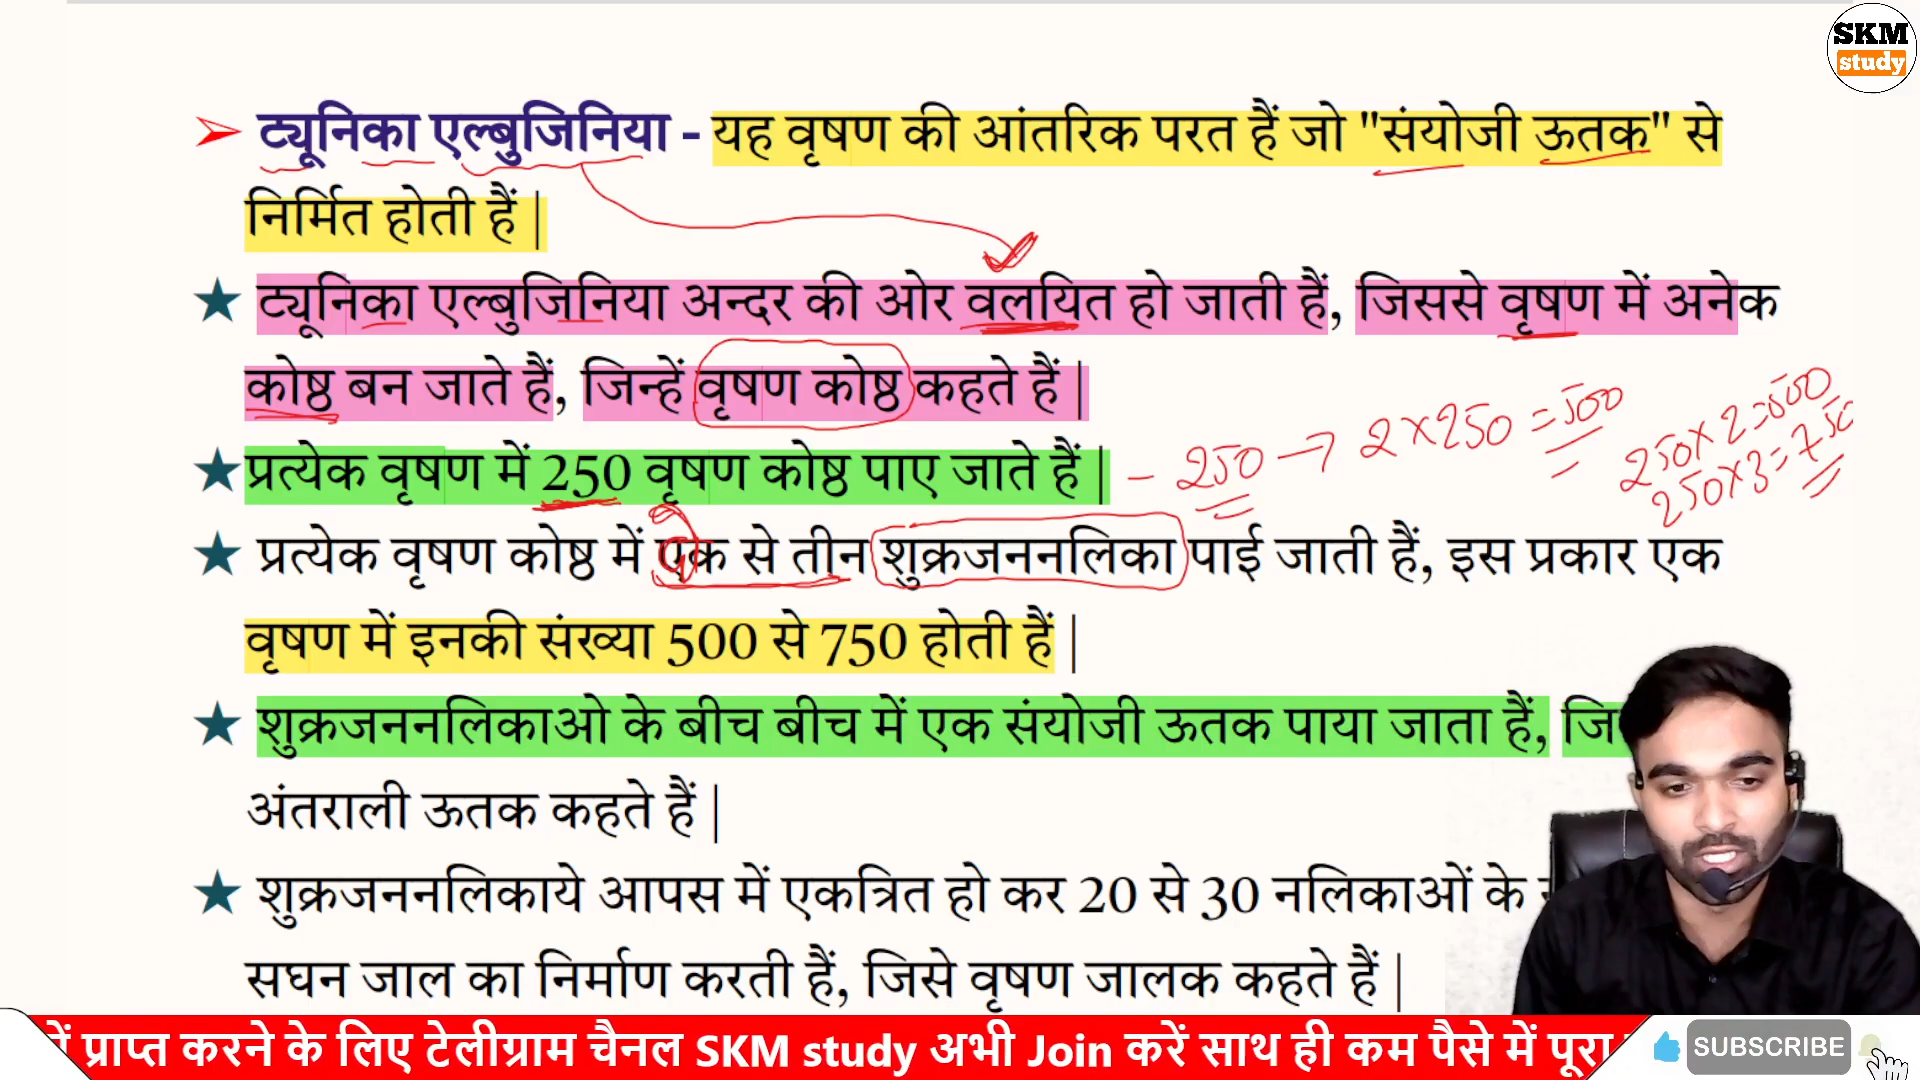 SKM
study
ट्यूनिका एल्बुजिनिया - यह वृषण की आंतरिक परत हैं जो "संयोजी ऊतक" से
निर्मित होती हैं |
ट्यूनिका एल्बुजिनिया अन्दर की ओर वलयित हो जाती हैं, जिससे वृषण में अनेक
कोष्ठ बन जाते हैं, जिन्हें वृषण कोष्ठ कहते हैं |
प्रत्येक वृषण में 250 वृषण कोष्ठ पाए जाते हैं | - 250 → 2×250 = 500
250×2=500
250×3=750
प्रत्येक वृषण कोष्ठ में एक से तीन शुक्रजननलिका पाई जाती हैं, इस प्रकार एक
वृषण में इनकी संख्या 500 से 750 होती हैं |
शुक्रजननलिकाओ के बीच बीच में एक संयोजी ऊतक पाया जाता हैं,
अंतराली ऊतक कहते हैं |
शुक्रजननलिकाये आपस में एकत्रित हो कर 20 से 30 नलिकाओं के
सघन जाल का निर्माण करती हैं, जिसे वृषण जालक कहते हैं |
प्राप्त करने के लिए टेलीग्राम चैनल SKM study अभी Join करें साथ ही कम पैसे में पूरा
SUBSCRIBE